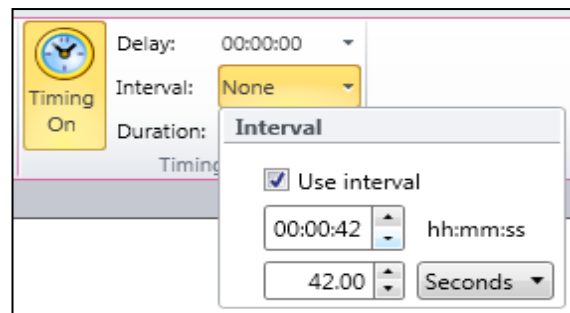 Timing
On
Delay: 00:00:00
Interval: None
Duration:
Interval
Use interval
00:00:42 hh:mm:ss
42.00 Seconds